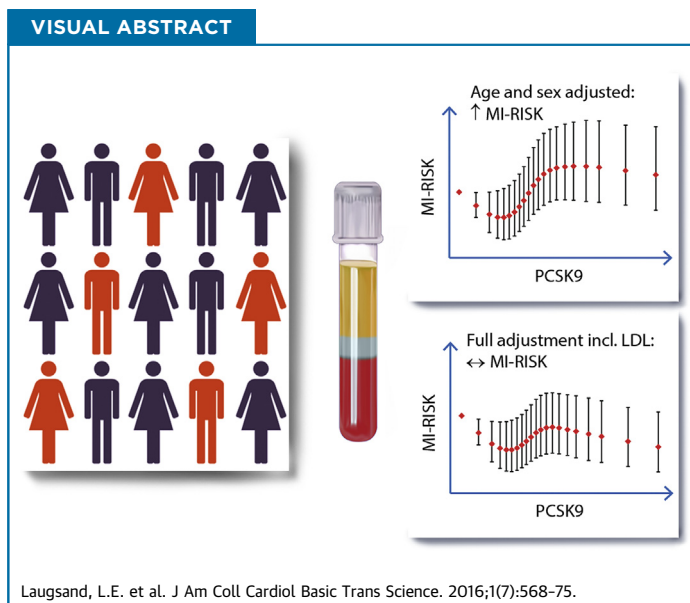 VISUAL ABSTRACT
Age and sex adjusted:
↑ MI-RISK
MI-RISK
PCSK9
Full adjustment incl. LDL:
↔ MI-RISK
MI-RISK
PCSK9
Laugsand, L.E. et al. J Am Coll Cardiol Basic Trans Science. 2016;1(7):568–75.